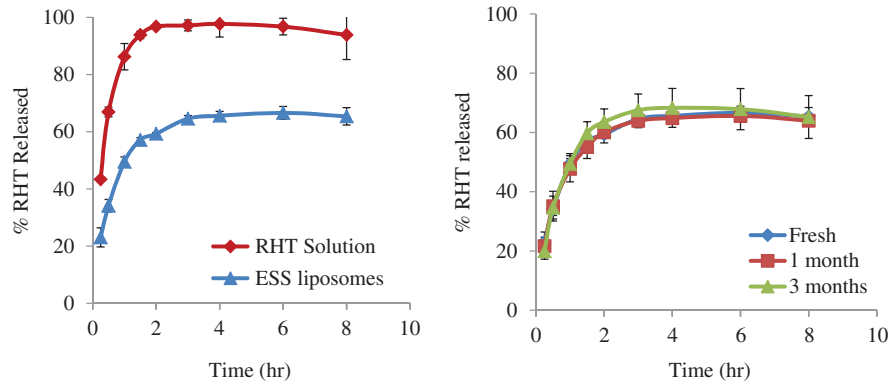 100
80
60
40
20
0
% RHT Released
RHT Solution
ESS liposomes
0 2 4 6 8 10
Time (hr)
100
80
60
40
20
0
% RHT released
Fresh
1 month
3 months
0 2 4 6 8 10
Time (hr)